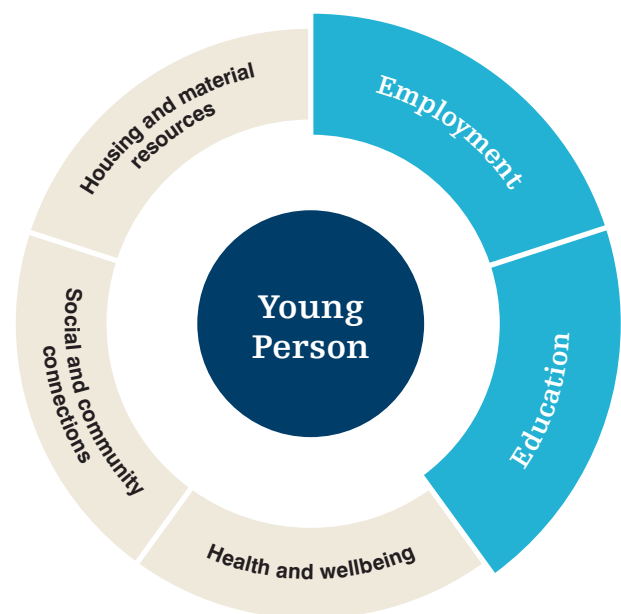 Employment
Education
Health and wellbeing
Social and community
connections
Housing and material
resources
Young
Person